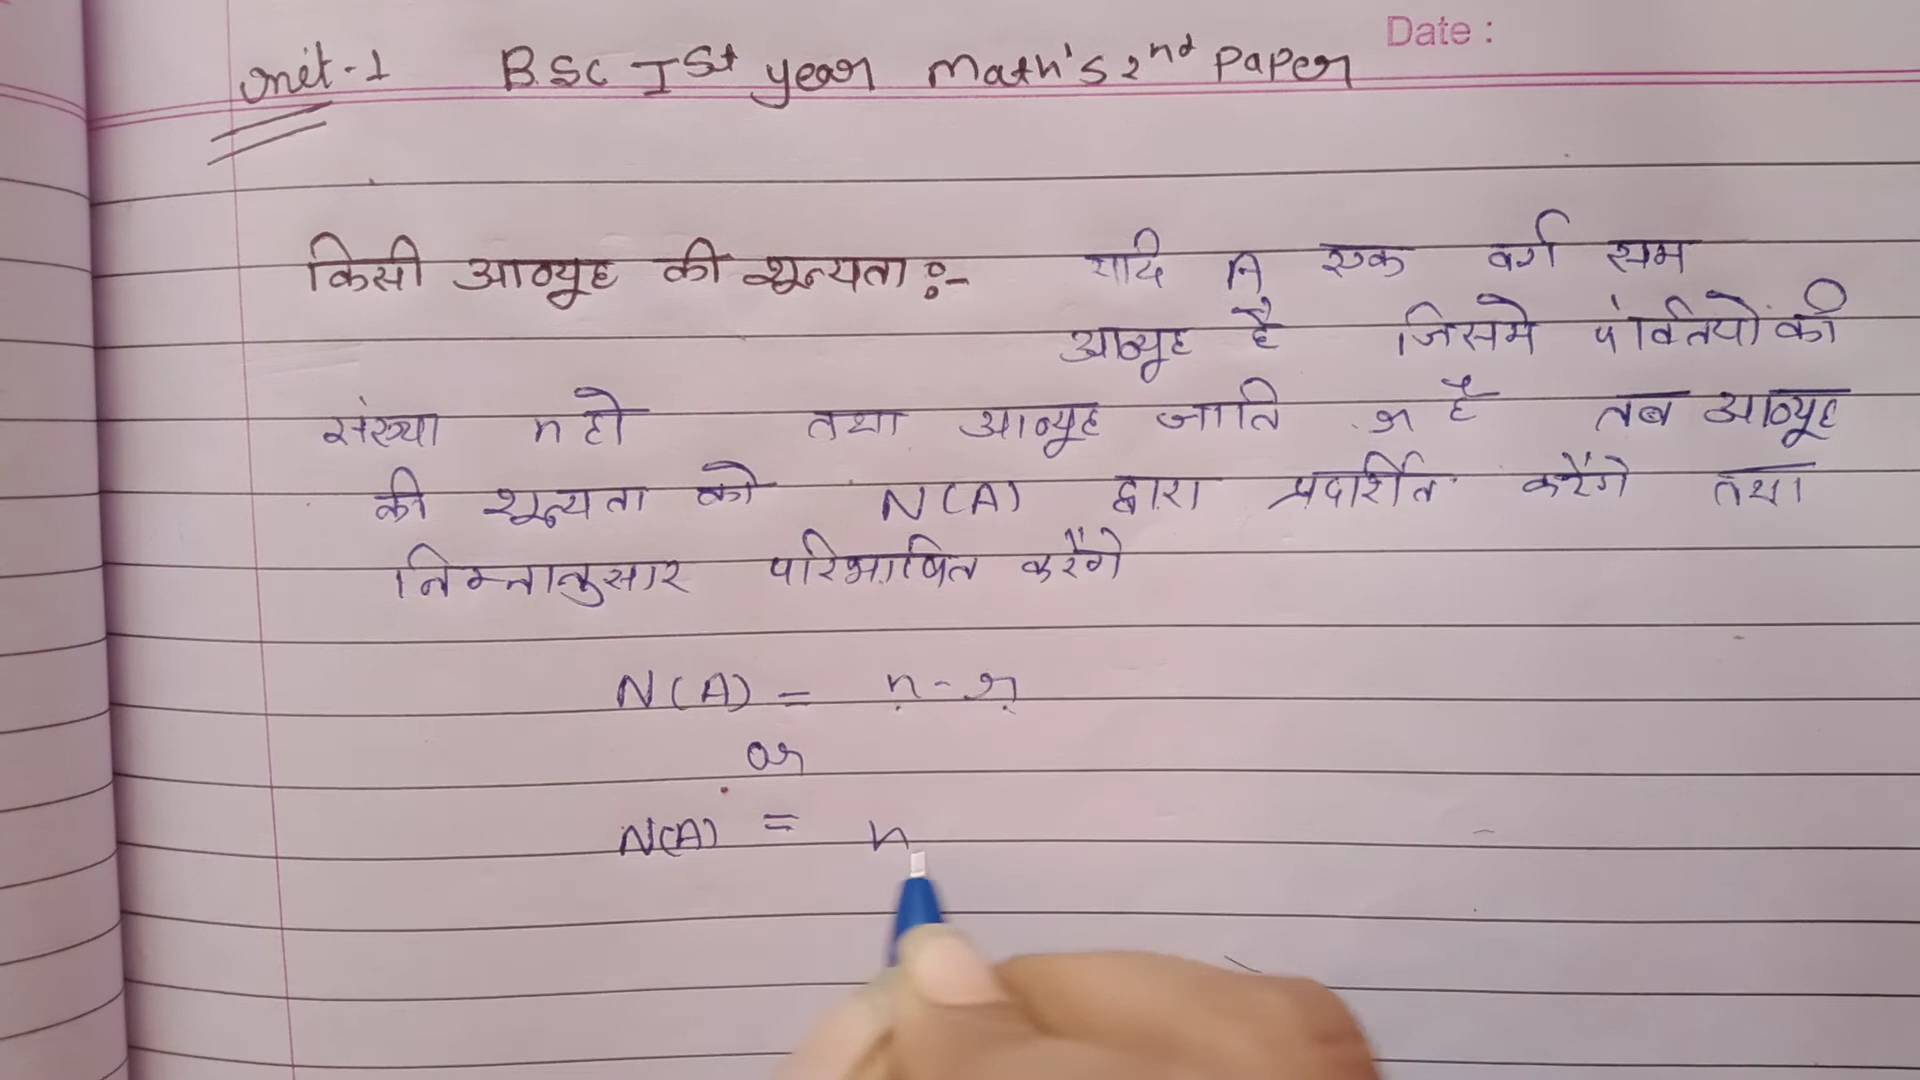 Date :
Unit-1 B.Sc Ist year Math's 2nd Paper
किसी आव्यूह की शून्यता :- यदि A एक वर्ग सम
आव्यूह है जिसमे पंक्तियों की
संख्या n हो तथा आव्यूह जाति r है तब आव्यूह
की शून्यता को N(A) द्वारा प्रदर्शित करेंगे तथा
निम्नानुसार परिभाषित करेंगे
N(A) = n - r
or
N(A) = n